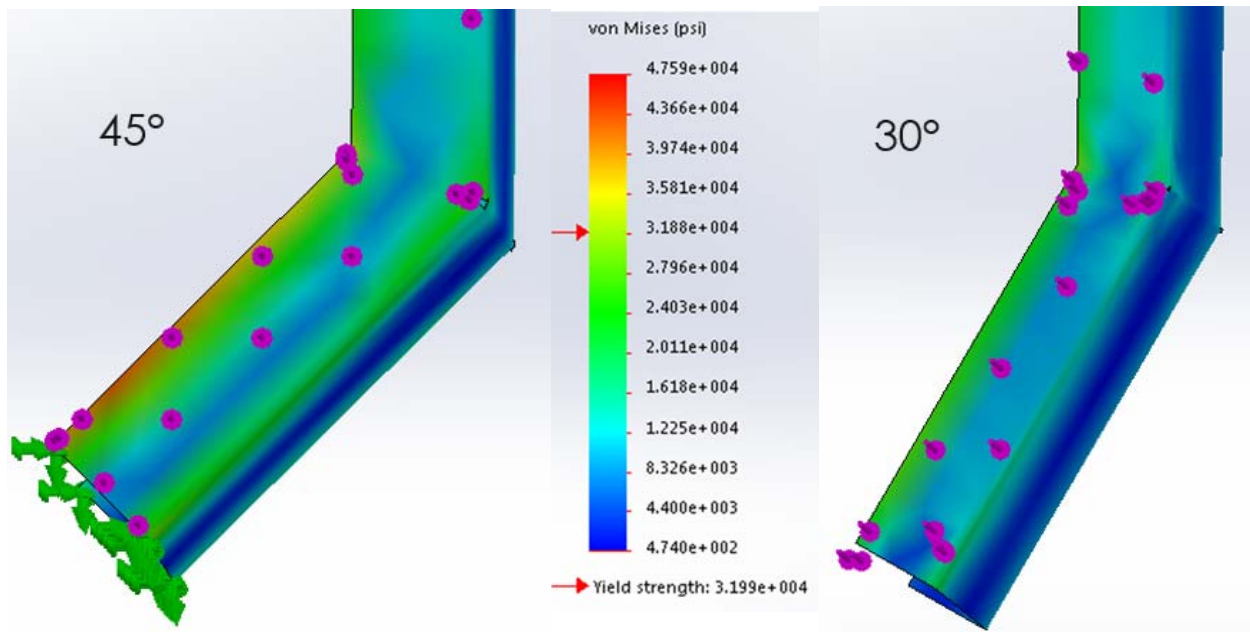 45°
von Mises (psi)
4.759e+004
4.366e+004
3.974e+004
3.581e+004
3.188e+004
2.796e+004
2.403e+004
2.011e+004
1.618e+004
1.225e+004
8.326e+003
4.400e+003
4.740e+002
Yield strength: 3.199e+004
30°